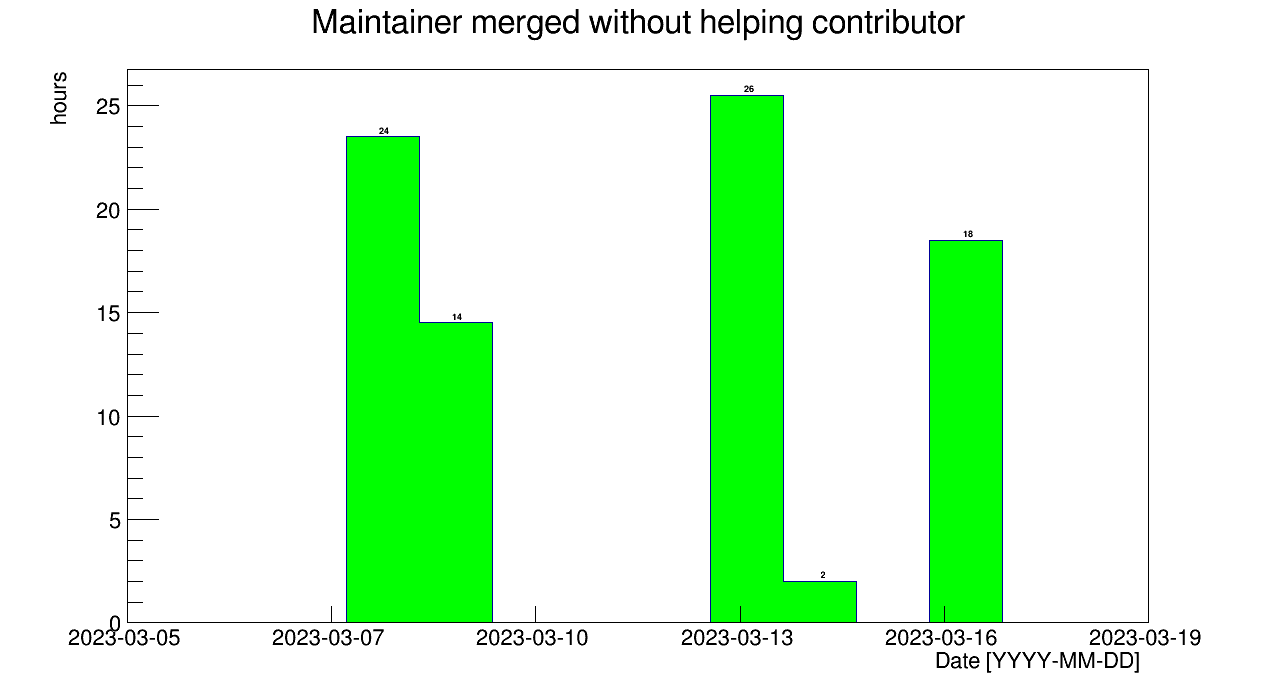 Maintainer merged without helping contributor
hours
25
20
15
10
5
0
24
14
26
2
18
2023-03-05 2023-03-07 2023-03-10 2023-03-13 2023-03-16 2023-03-19
Date [YYYY-MM-DD]